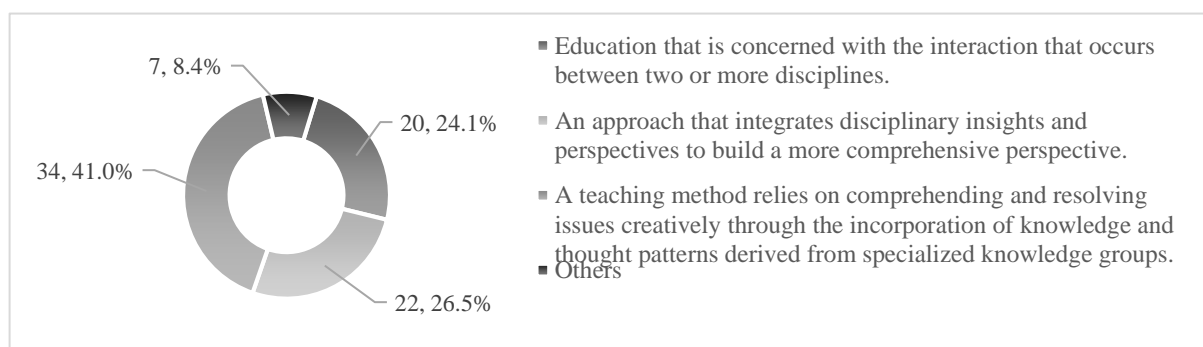 7, 8.4%
20, 24.1%
34, 41.0%
22, 26.5%
Education that is concerned with the interaction that occurs
between two or more disciplines.
An approach that integrates disciplinary insights and
perspectives to build a more comprehensive perspective.
A teaching method relies on comprehending and resolving
issues creatively through the incorporation of knowledge and
thought patterns derived from specialized knowledge groups.
Others